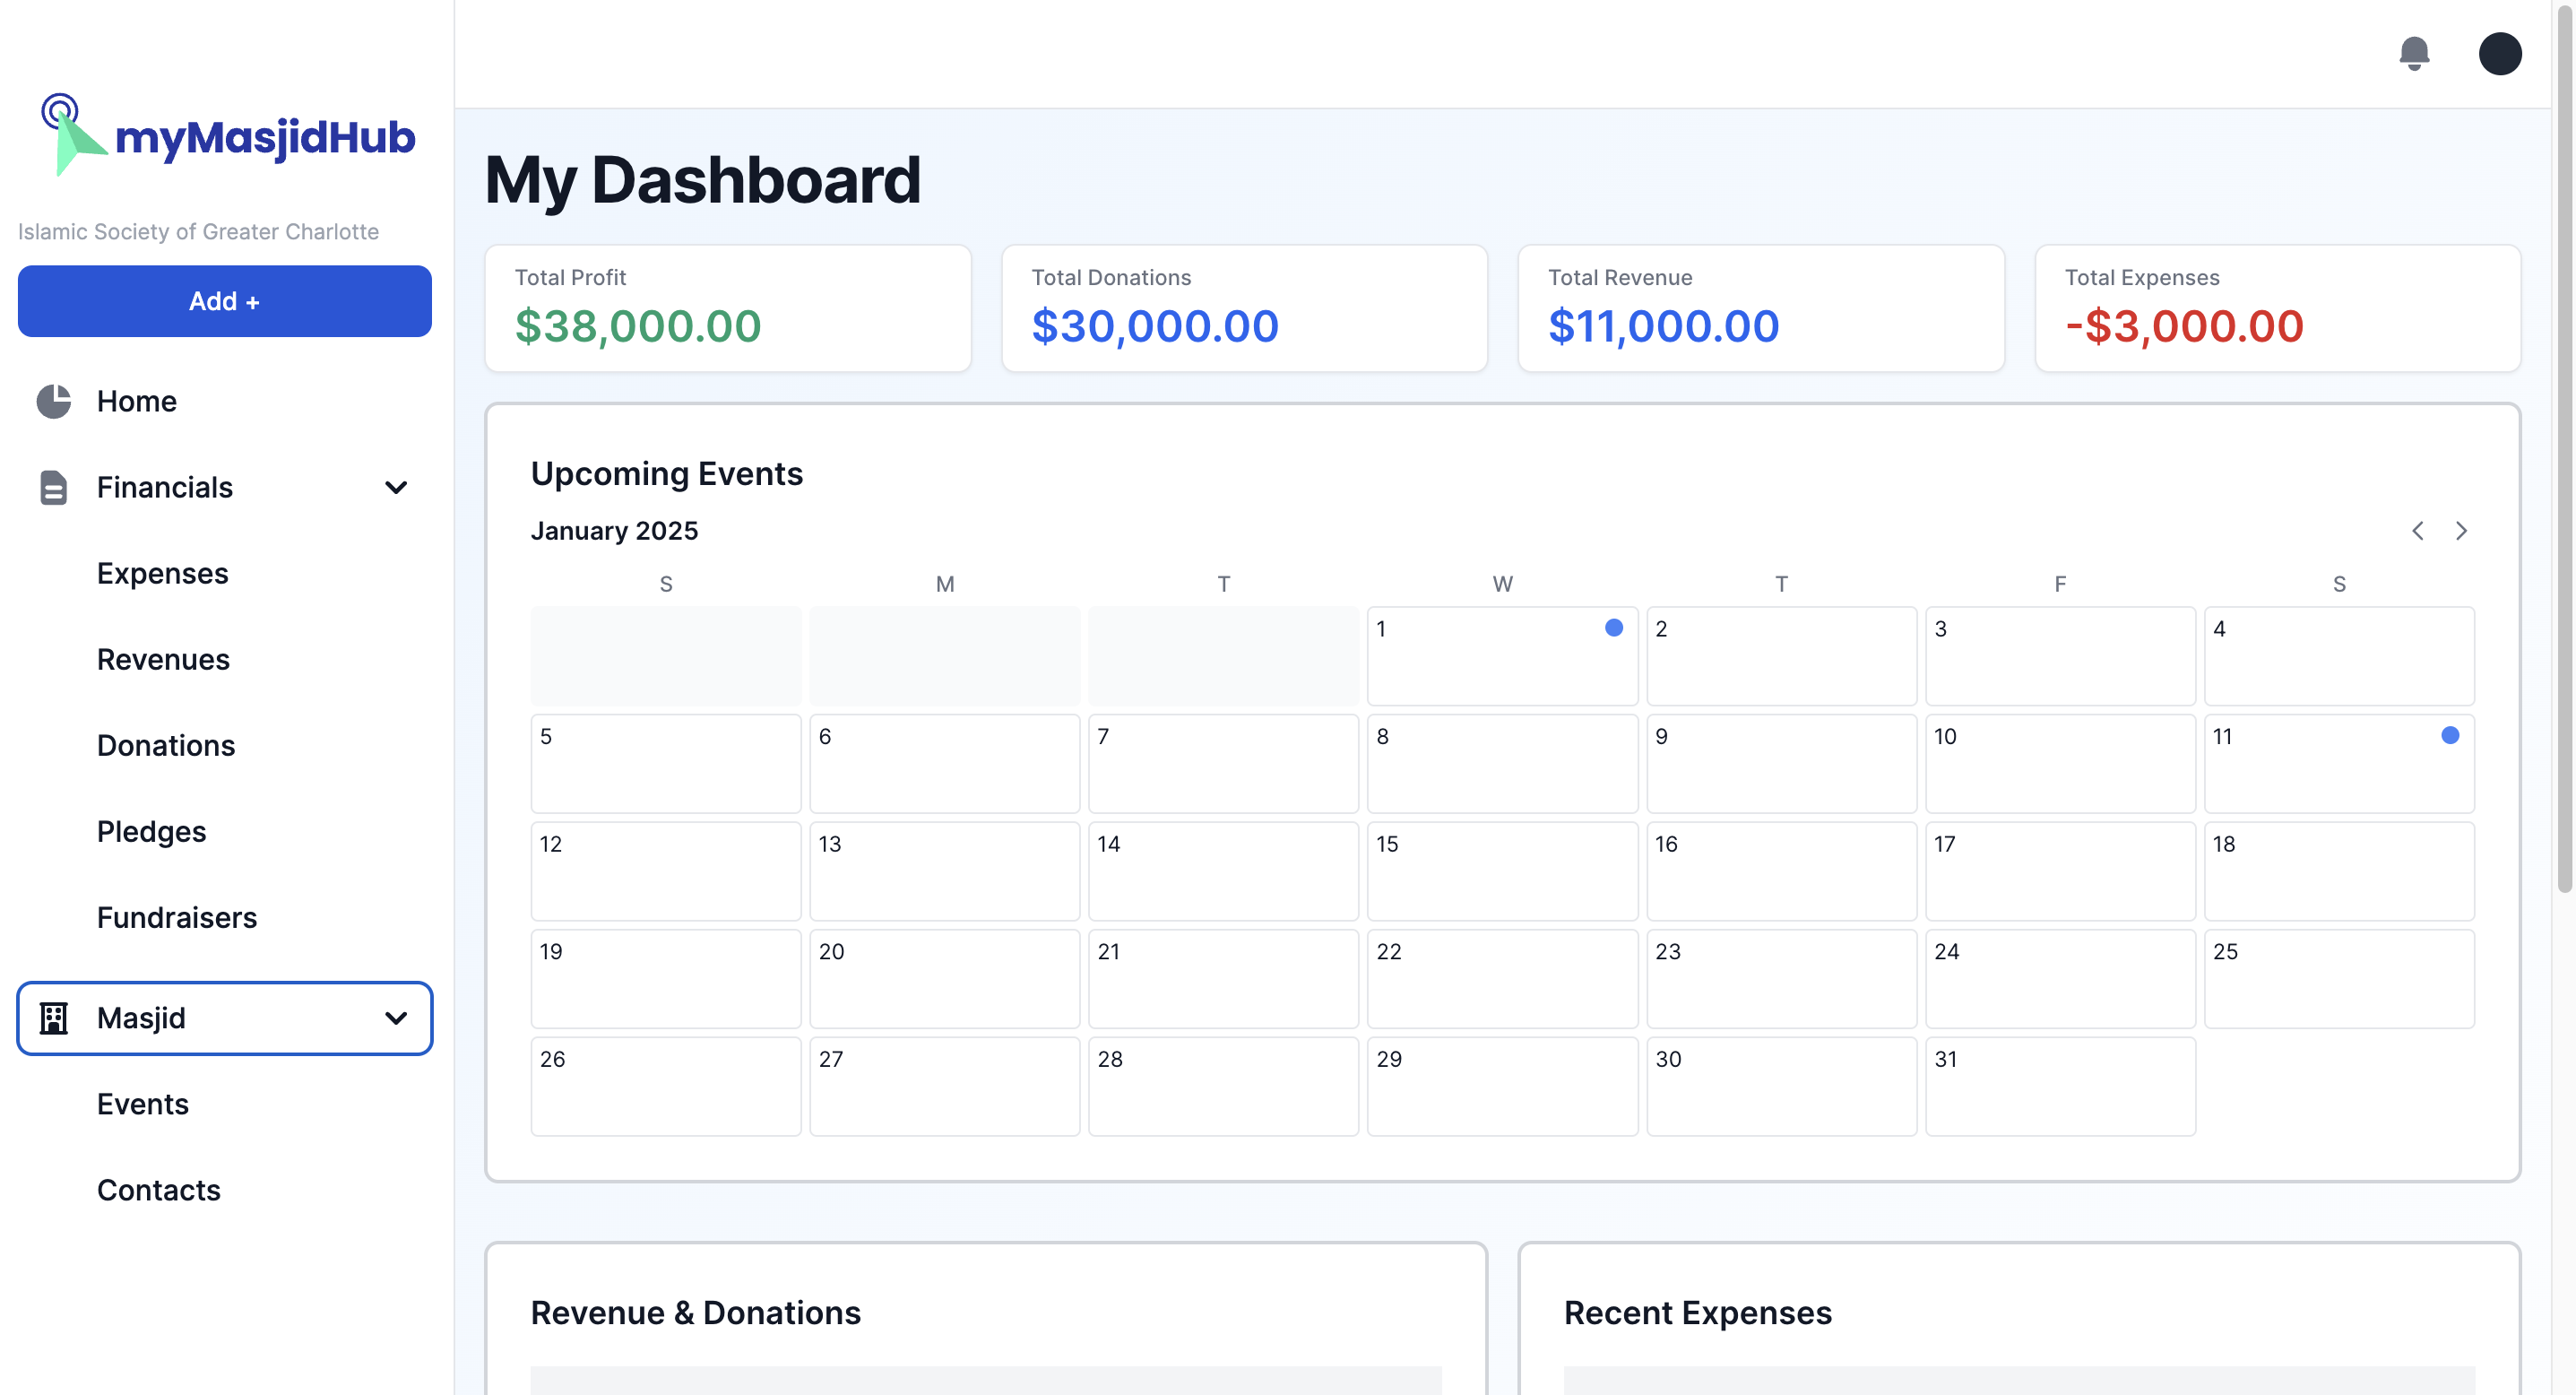 myMasjidHub
Islamic Society of Greater Charlotte
Add +
Home
Financials
Expenses
Revenues
Donations
Pledges
Fundraisers
Masjid
Events
Contacts
My Dashboard
Total Profit
$38,000.00
Total Donations
$30,000.00
Total Revenue
$11,000.00
Total Expenses
-$3,000.00
Upcoming Events
January 2025
S M T W T F S
1 2 3 4
5 6 7 8 9 10 11
12 13 14 15 16 17 18
19 20 21 22 23 24 25
26 27 28 29 30 31
Revenue & Donations
Recent Expenses